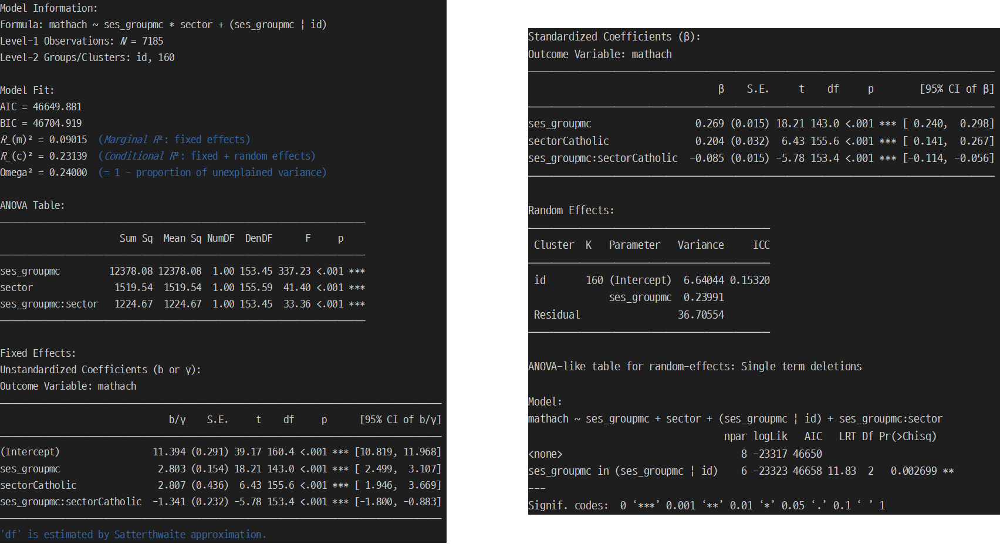 Model Information:
Formula: mathach ~ ses_groupmc * sector + (ses_groupmc ¦ id)
Level-1 Observations: N = 7185
Level-2 Groups/Clusters: id, 160
Model Fit:
AIC = 46649.881
BIC = 46704.919
R_(m)² = 0.09015  (Marginal R²: fixed effects)
R_(c)² = 0.23139  (Conditional R²: fixed + random effects)
Omega² = 0.24000  (= 1 - proportion of unexplained variance)
ANOVA Table:
Sum Sq  Mean Sq NumDF  DenDF      F     p
ses_groupmc         12378.08 12378.08  1.00 153.45 337.23 <.001 ***
sector               1519.54  1519.54  1.00 155.59  41.40 <.001 ***
ses_groupmc:sector   1224.67  1224.67  1.00 153.45  33.36 <.001 ***
Fixed Effects:
Unstandardized Coefficients (b or γ):
Outcome Variable: mathach
b/γ    S.E.     t    df     p      [95% CI of b/γ]
(Intercept)                 11.394 (0.291) 39.17 160.4 <.001 *** [10.819, 11.968]
ses_groupmc                  2.803 (0.154) 18.21 143.0 <.001 *** [ 2.499,  3.107]
sectorCatholic               2.807 (0.436)  6.43 155.6 <.001 *** [ 1.946,  3.669]
ses_groupmc:sectorCatholic  -1.341 (0.232) -5.78 153.4 <.001 *** [-1.800, -0.883]
'df' is estimated by Satterthwaite approximation.
Standardized Coefficients (β):
Outcome Variable: mathach
β    S.E.     t    df     p        [95% CI of β]
ses_groupmc                  0.269 (0.015) 18.21 143.0 <.001 *** [ 0.240,  0.298]
sectorCatholic               0.204 (0.032)  6.43 155.6 <.001 *** [ 0.141,  0.267]
ses_groupmc:sectorCatholic  -0.085 (0.015) -5.78 153.4 <.001 *** [-0.114, -0.056]
Random Effects:
Cluster  K   Parameter   Variance     ICC
id       160 (Intercept)  6.64044 0.15320
ses_groupmc  0.23991
Residual                 36.70554
ANOVA-like table for random-effects: Single term deletions
Model:
mathach ~ ses_groupmc + sector + (ses_groupmc ¦ id) + ses_groupmc:sector
npar logLik   AIC   LRT Df Pr(>Chisq)
<none>                               8 -23317 46650
ses_groupmc in (ses_groupmc ¦ id)    6 -23323 46658 11.83  2   0.002699 **
---
Signif. codes:  0 ‘***’ 0.001 ‘**’ 0.01 ‘*’ 0.05 ‘.’ 0.1 ‘ ’ 1